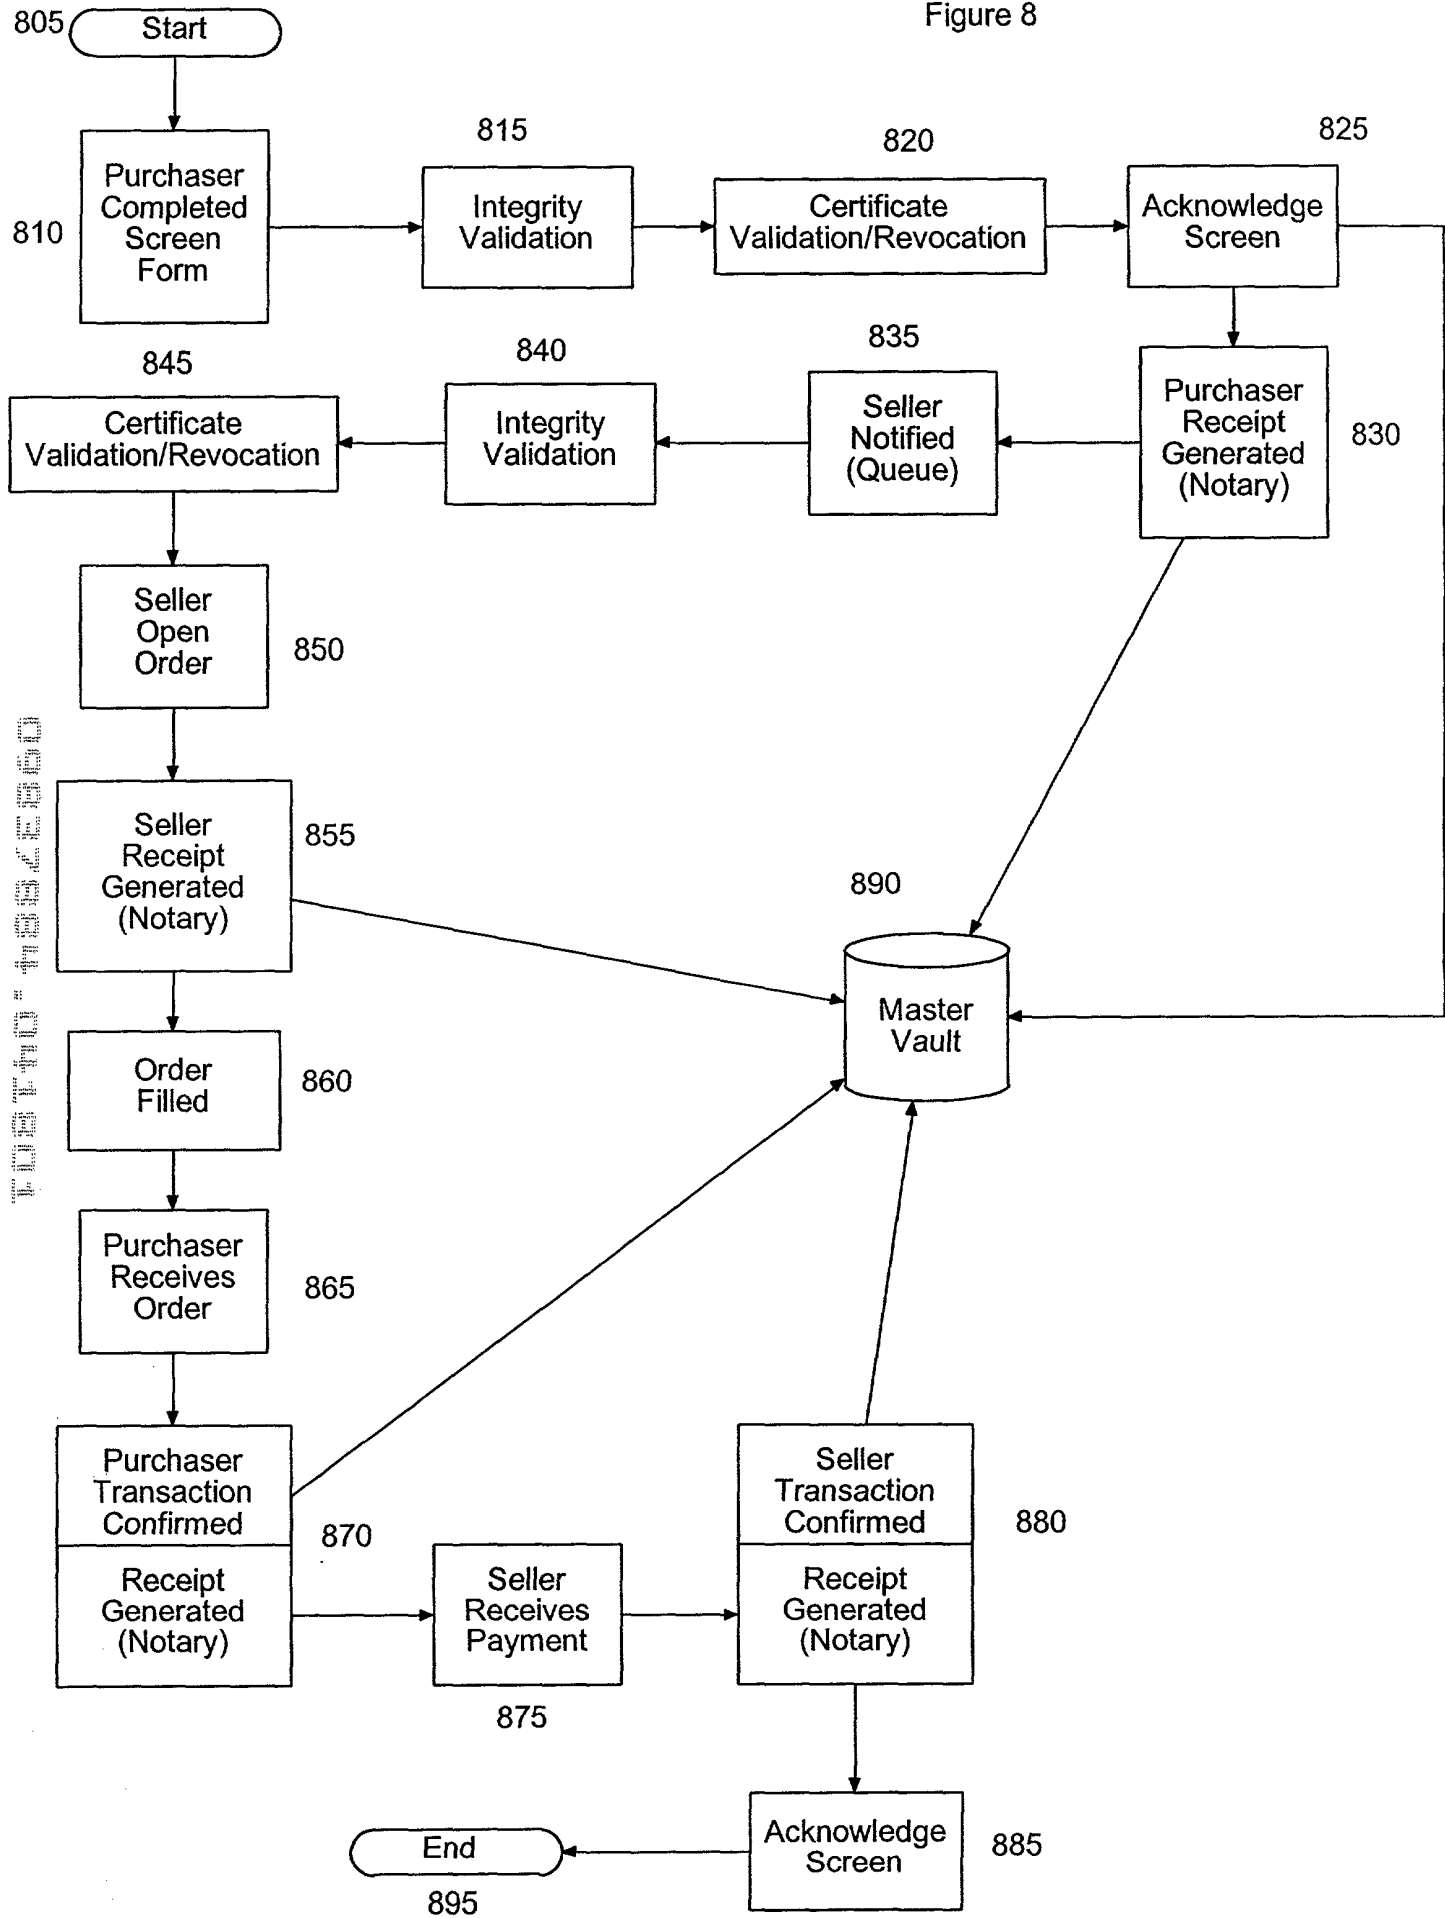 Figure 8
805
Start
815
820
825
810
Purchaser
Completed
Screen
Form
Integrity
Validation
Certificate
Validation/Revocation
Acknowledge
Screen
845
840
835
830
Certificate
Validation/Revocation
Integrity
Validation
Seller
Notified
(Queue)
Purchaser
Receipt
Generated
(Notary)
Seller
Open
Order
850
Seller
Receipt
Generated
(Notary)
855
890
Master
Vault
Order
Filled
860
Purchaser
Receives
Order
865
Purchaser
Transaction
Confirmed
870
Receipt
Generated
(Notary)
Seller
Receives
Payment
875
Seller
Transaction
Confirmed
880
Receipt
Generated
(Notary)
Acknowledge
Screen
885
End
895